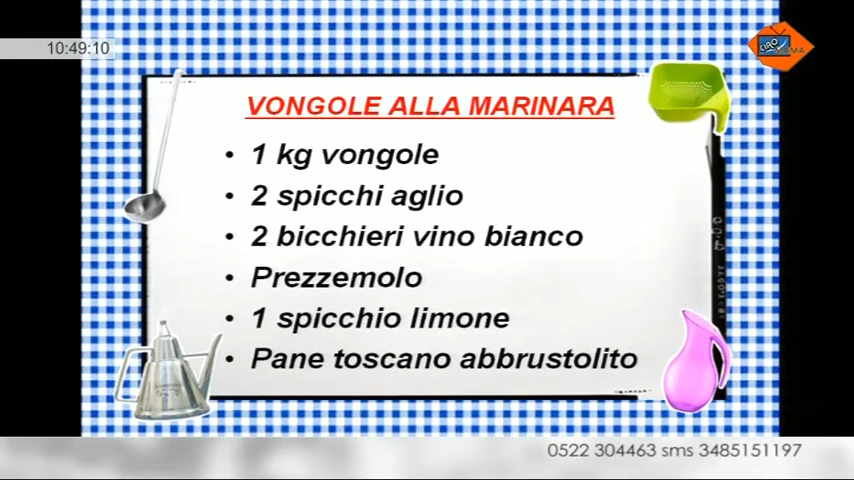 10:49:10
CIRO
VONGOLE ALLA MARINARA
• 1 kg vongole
• 2 spicchi aglio
• 2 bicchieri vino bianco
• Prezzemolo
• 1 spicchio limone
• Pane toscano abbrustolito
0522 304463 sms 3485151197